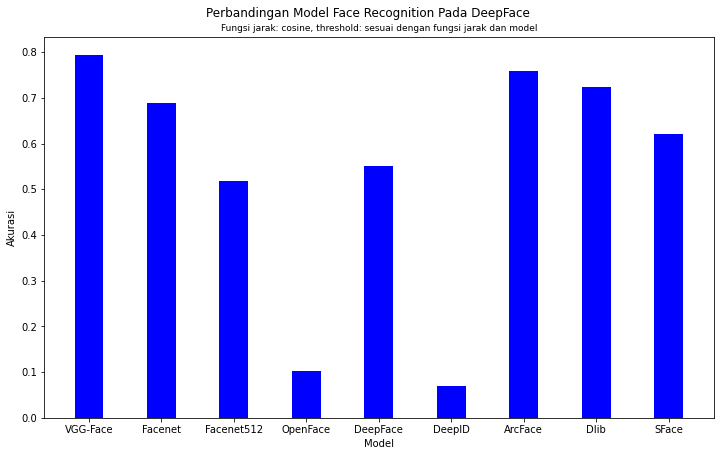 Perbandingan Model Face Recognition Pada DeepFace
Fungsi jarak: cosine, threshold: sesuai dengan fungsi jarak dan model
0.8
0.7
0.6
0.5
0.4
0.3
0.2
0.1
0.0
Akurasi
VGG-Face Facenet Facenet512 OpenFace DeepFace DeepID ArcFace Dlib SFace
Model